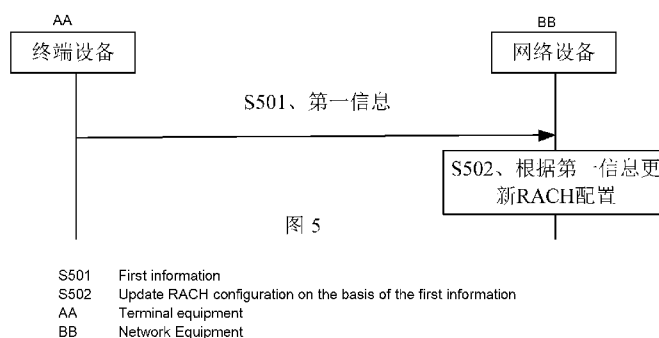 AA
BB
终端设备
网络设备
S501、第一信息
S502、根据第一信息更
新RACH配置
图 5
S501 First information
S502 Update RACH configuration on the basis of the first information
AA Terminal equipment
BB Network Equipment